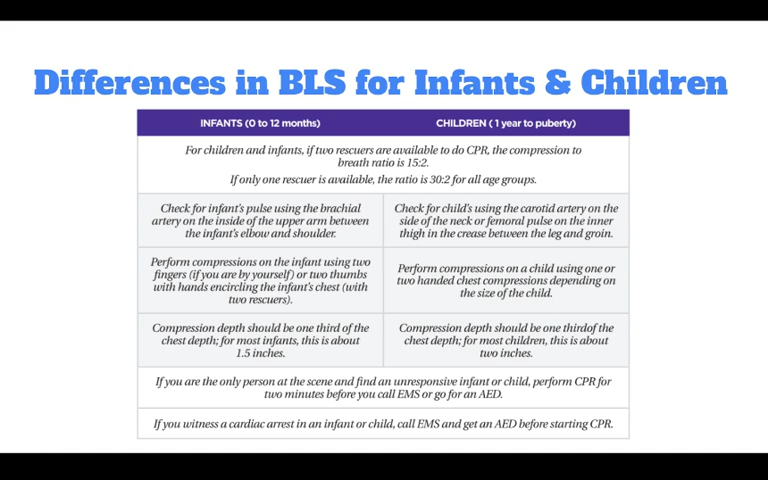 Differences in BLS for Infants & Children
INFANTS (0 to 12 months)
CHILDREN ( 1 year to puberty)
For children and infants, if two rescuers are available to do CPR, the compression to
breath ratio is 15:2.
If only one rescuer is available, the ratio is 30:2 for all age groups.
Check for infant's pulse using the brachial
artery on the inside of the upper arm between
the infant's elbow and shoulder.
Check for child's using the carotid artery on the
side of the neck or femoral pulse on the inner
thigh in the crease between the leg and groin.
Perform compressions on the infant using two
fingers (if you are by yourself) or two thumbs
with hands encircling the infant's chest (with
two rescuers).
Perform compressions on a child using one or
two handed chest compressions depending on
the size of the child.
Compression depth should be one third of the
chest depth; for most infants, this is about
1.5 inches.
Compression depth should be one thirdof the
chest depth; for most children, this is about
two inches.
If you are the only person at the scene and find an unresponsive infant or child, perform CPR for
two minutes before you call EMS or go for an AED.
If you witness a cardiac arrest in an infant or child, call EMS and get an AED before starting CPR.